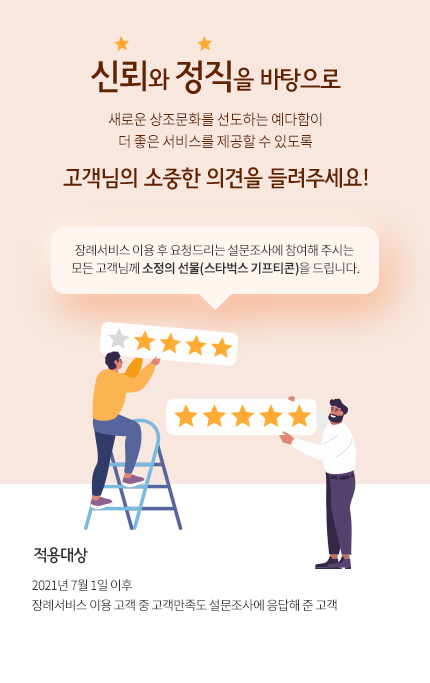 신뢰와 정직을 바탕으로
새로운 상조문화를 선도하는 예다함이
더 좋은 서비스를 제공할 수 있도록
고객님의 소중한 의견을 들려주세요!
장례서비스 이용 후 요청드리는 설문조사에 참여해 주시는
모든 고객님께 소정의 선물(스타벅스 기프티콘)을 드립니다.
적용대상
2021년 7월 1일 이후
장례서비스 이용 고객 중 고객만족도 설문조사에 응답해 준 고객